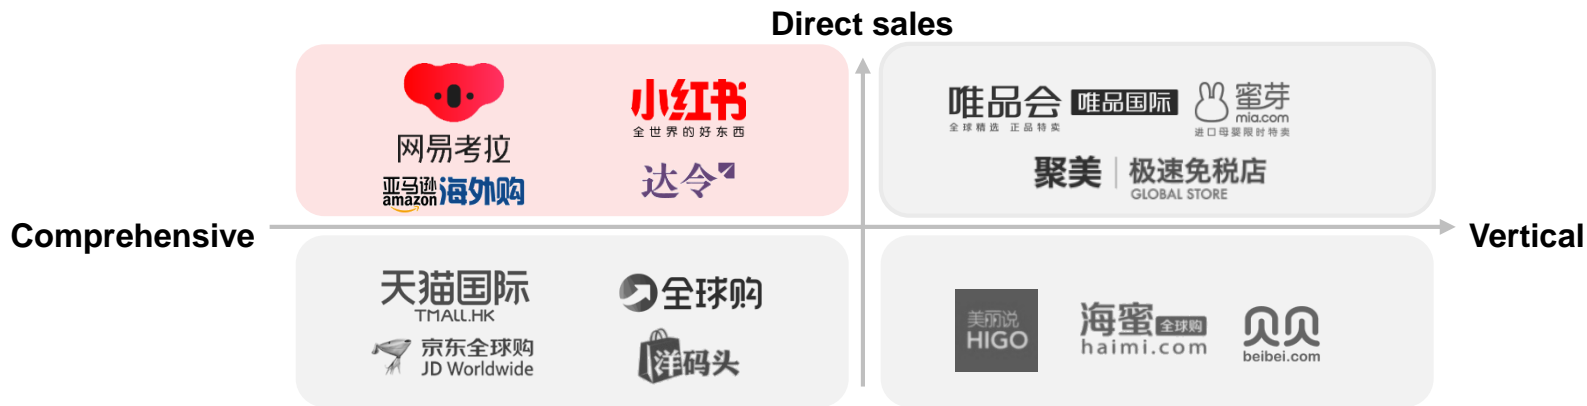 Direct sales
网易考拉
亚马逊
amazon
海外购
小红书
全世界的好东西
达令
唯品会
全球精选 正品特卖
唯品国际
蜜芽
mia.com
进口母婴限时特卖
聚美
极速免税店
GLOBAL STORE
Comprehensive
Vertical
天猫国际
TMALL.HK
全球购
京东全球购
JD Worldwide
洋码头
美丽说
HIGO
海蜜 全球购
haimi.com
贝贝
beibei.com